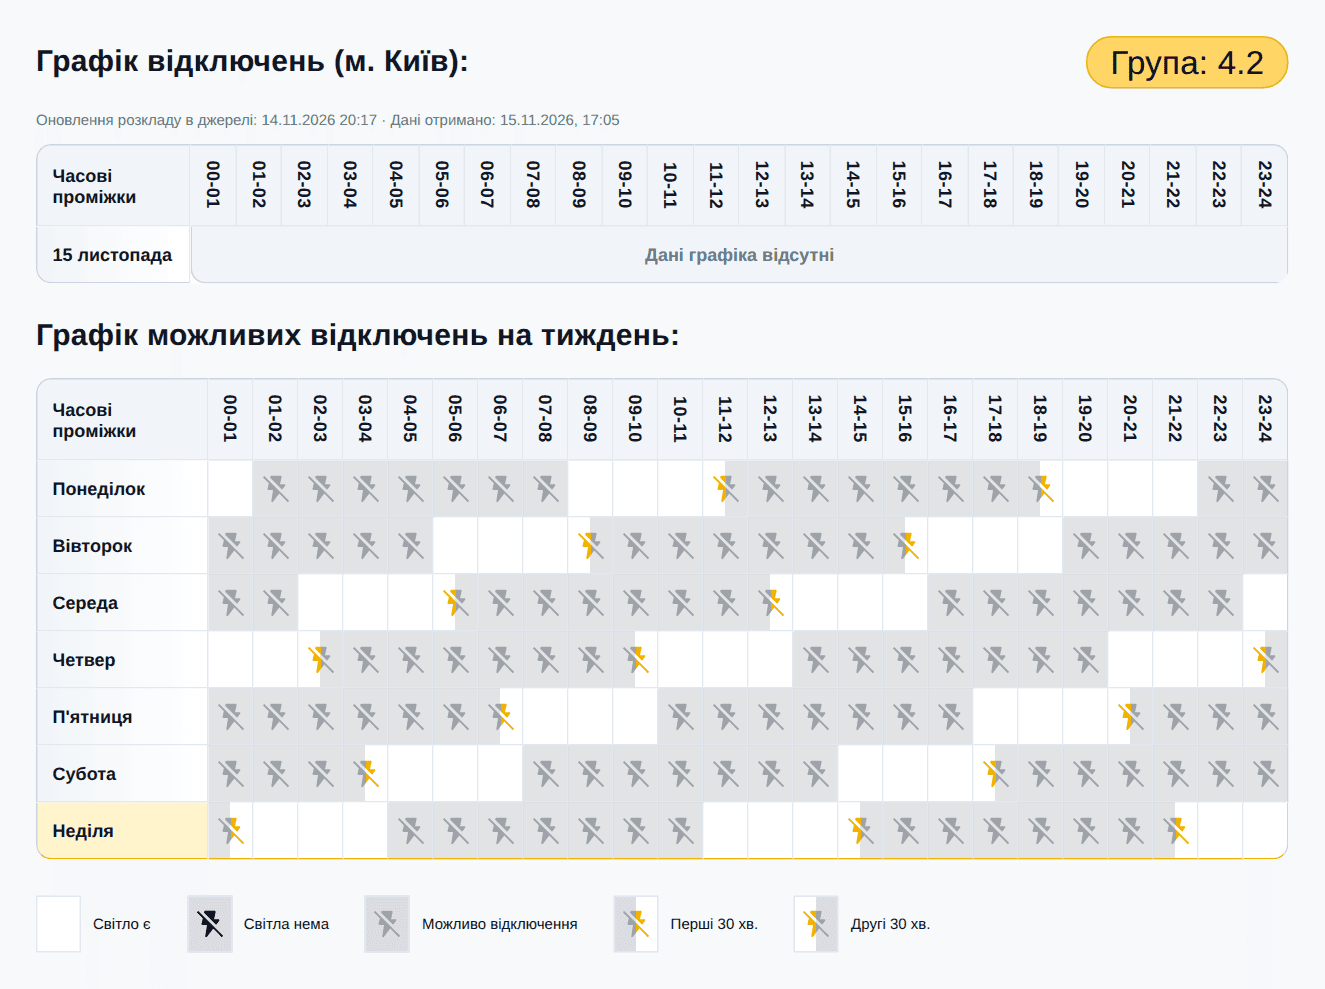 Графік відключень (м. Київ):
Група: 4.2
Оновлення розкладу в джерелі: 14.11.2026 20:17 · Дані отримано: 15.11.2026, 17:05
Часові проміжки 00-01 01-02 02-03 03-04 04-05 05-06 06-07 07-08 08-09 09-10 10-11 11-12 12-13 13-14 14-15 15-16 16-17 17-18 18-19 19-20 20-21 21-22 22-23 23-24
15 листопада Дані графіка відсутні
Графік можливих відключень на тиждень:
Часові проміжки 00-01 01-02 02-03 03-04 04-05 05-06 06-07 07-08 08-09 09-10 10-11 11-12 12-13 13-14 14-15 15-16 16-17 17-18 18-19 19-20 20-21 21-22 22-23 23-24
Понеділок
Вівторок
Середа
Четвер
П'ятниця
Субота
Неділя
Світло є Світла нема Можливо відключення Перші 30 хв. Другі 30 хв.